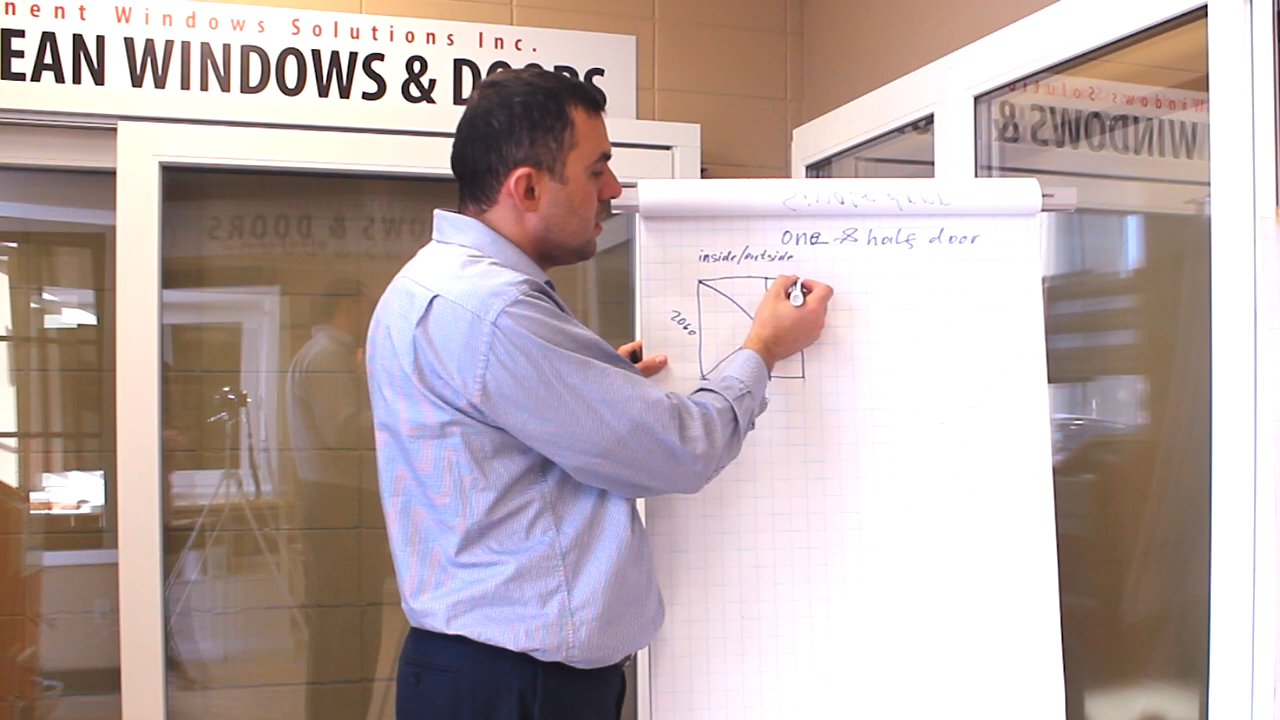 nent Windows Solutions Inc.
EAN WINDOWS & DOORS
one & half door
inside/outside
2060